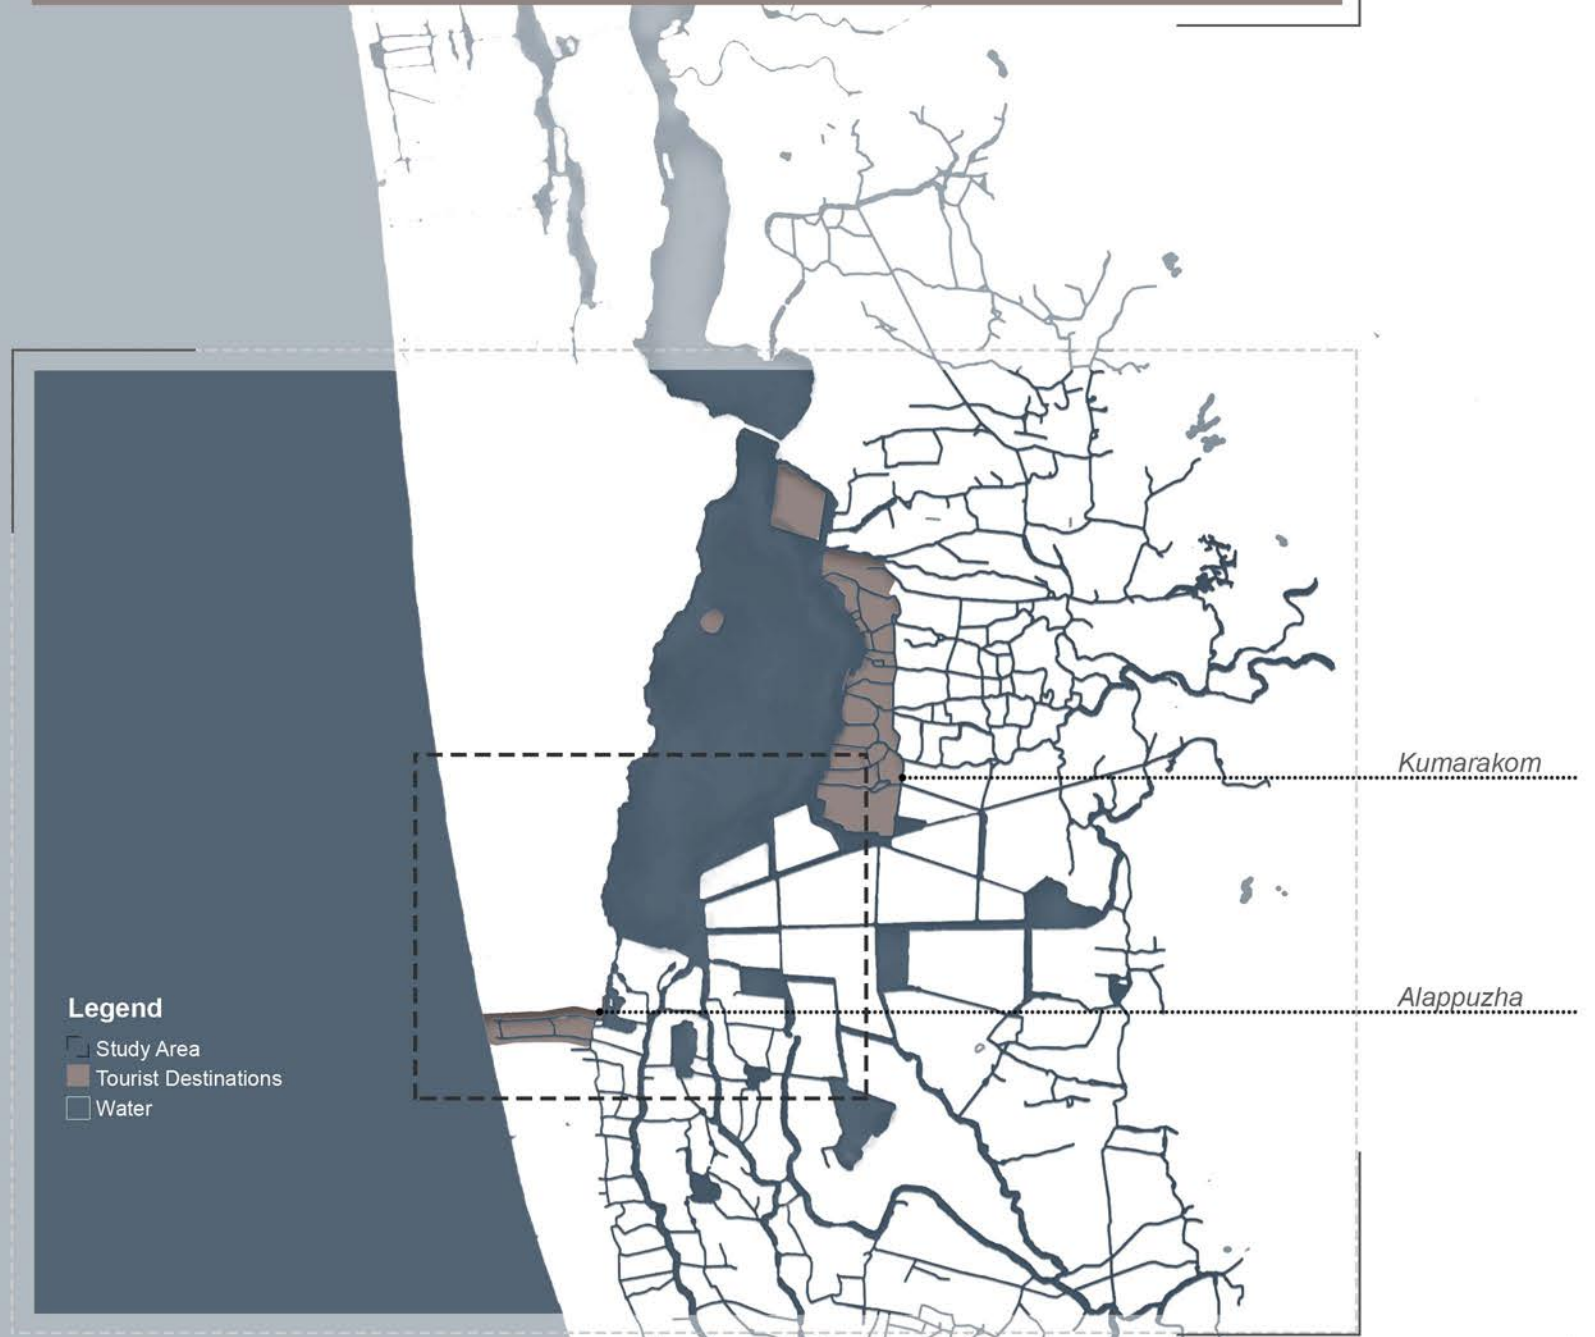 Kumarakom
Alappuzha
Legend
Study Area
Tourist Destinations
Water